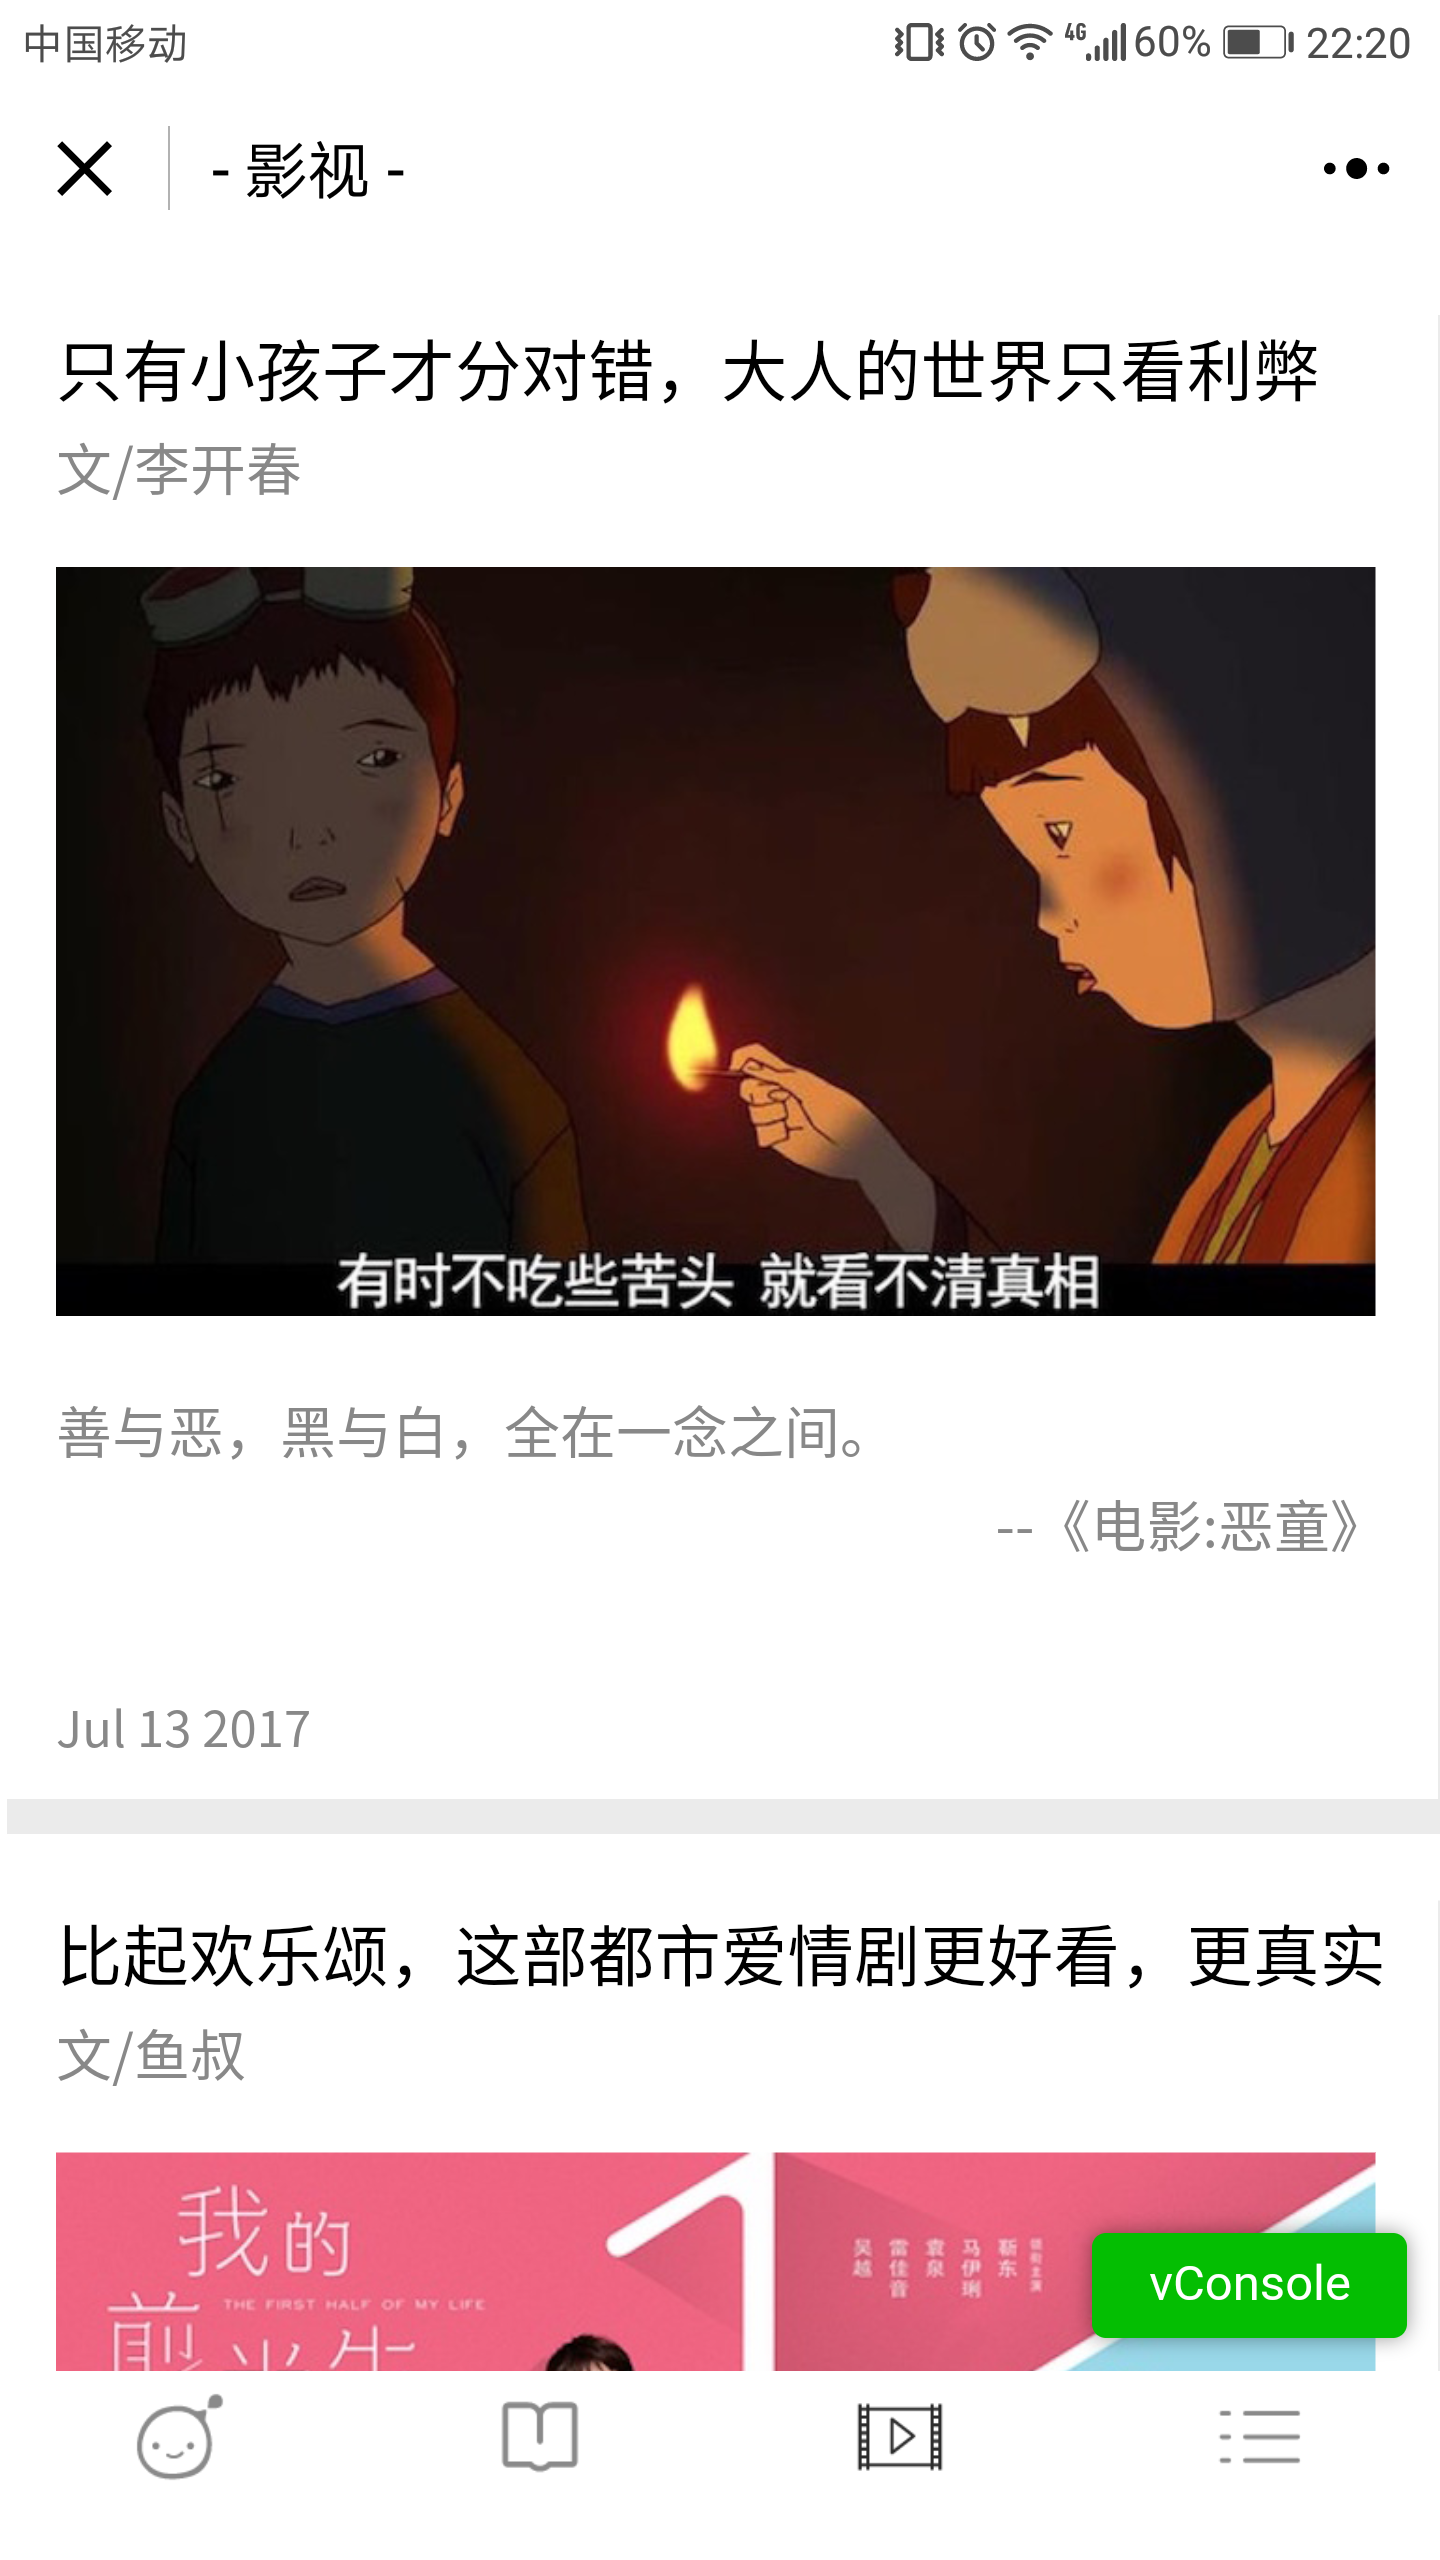 中国移动 4G 60% 22:20
- 影视 -
只有小孩子才分对错，大人的世界只看利弊
文/李开春
有时不吃些苦头 就看不清真相
善与恶，黑与白，全在一念之间。
--《电影:恶童》
Jul 13 2017
比起欢乐颂，这部都市爱情剧更好看，更真实
文/鱼叔
我的
THE FIRST HALF OF MY LIFE
前半生
吴越
雷佳音
袁泉
马伊琍
靳东
vConsole